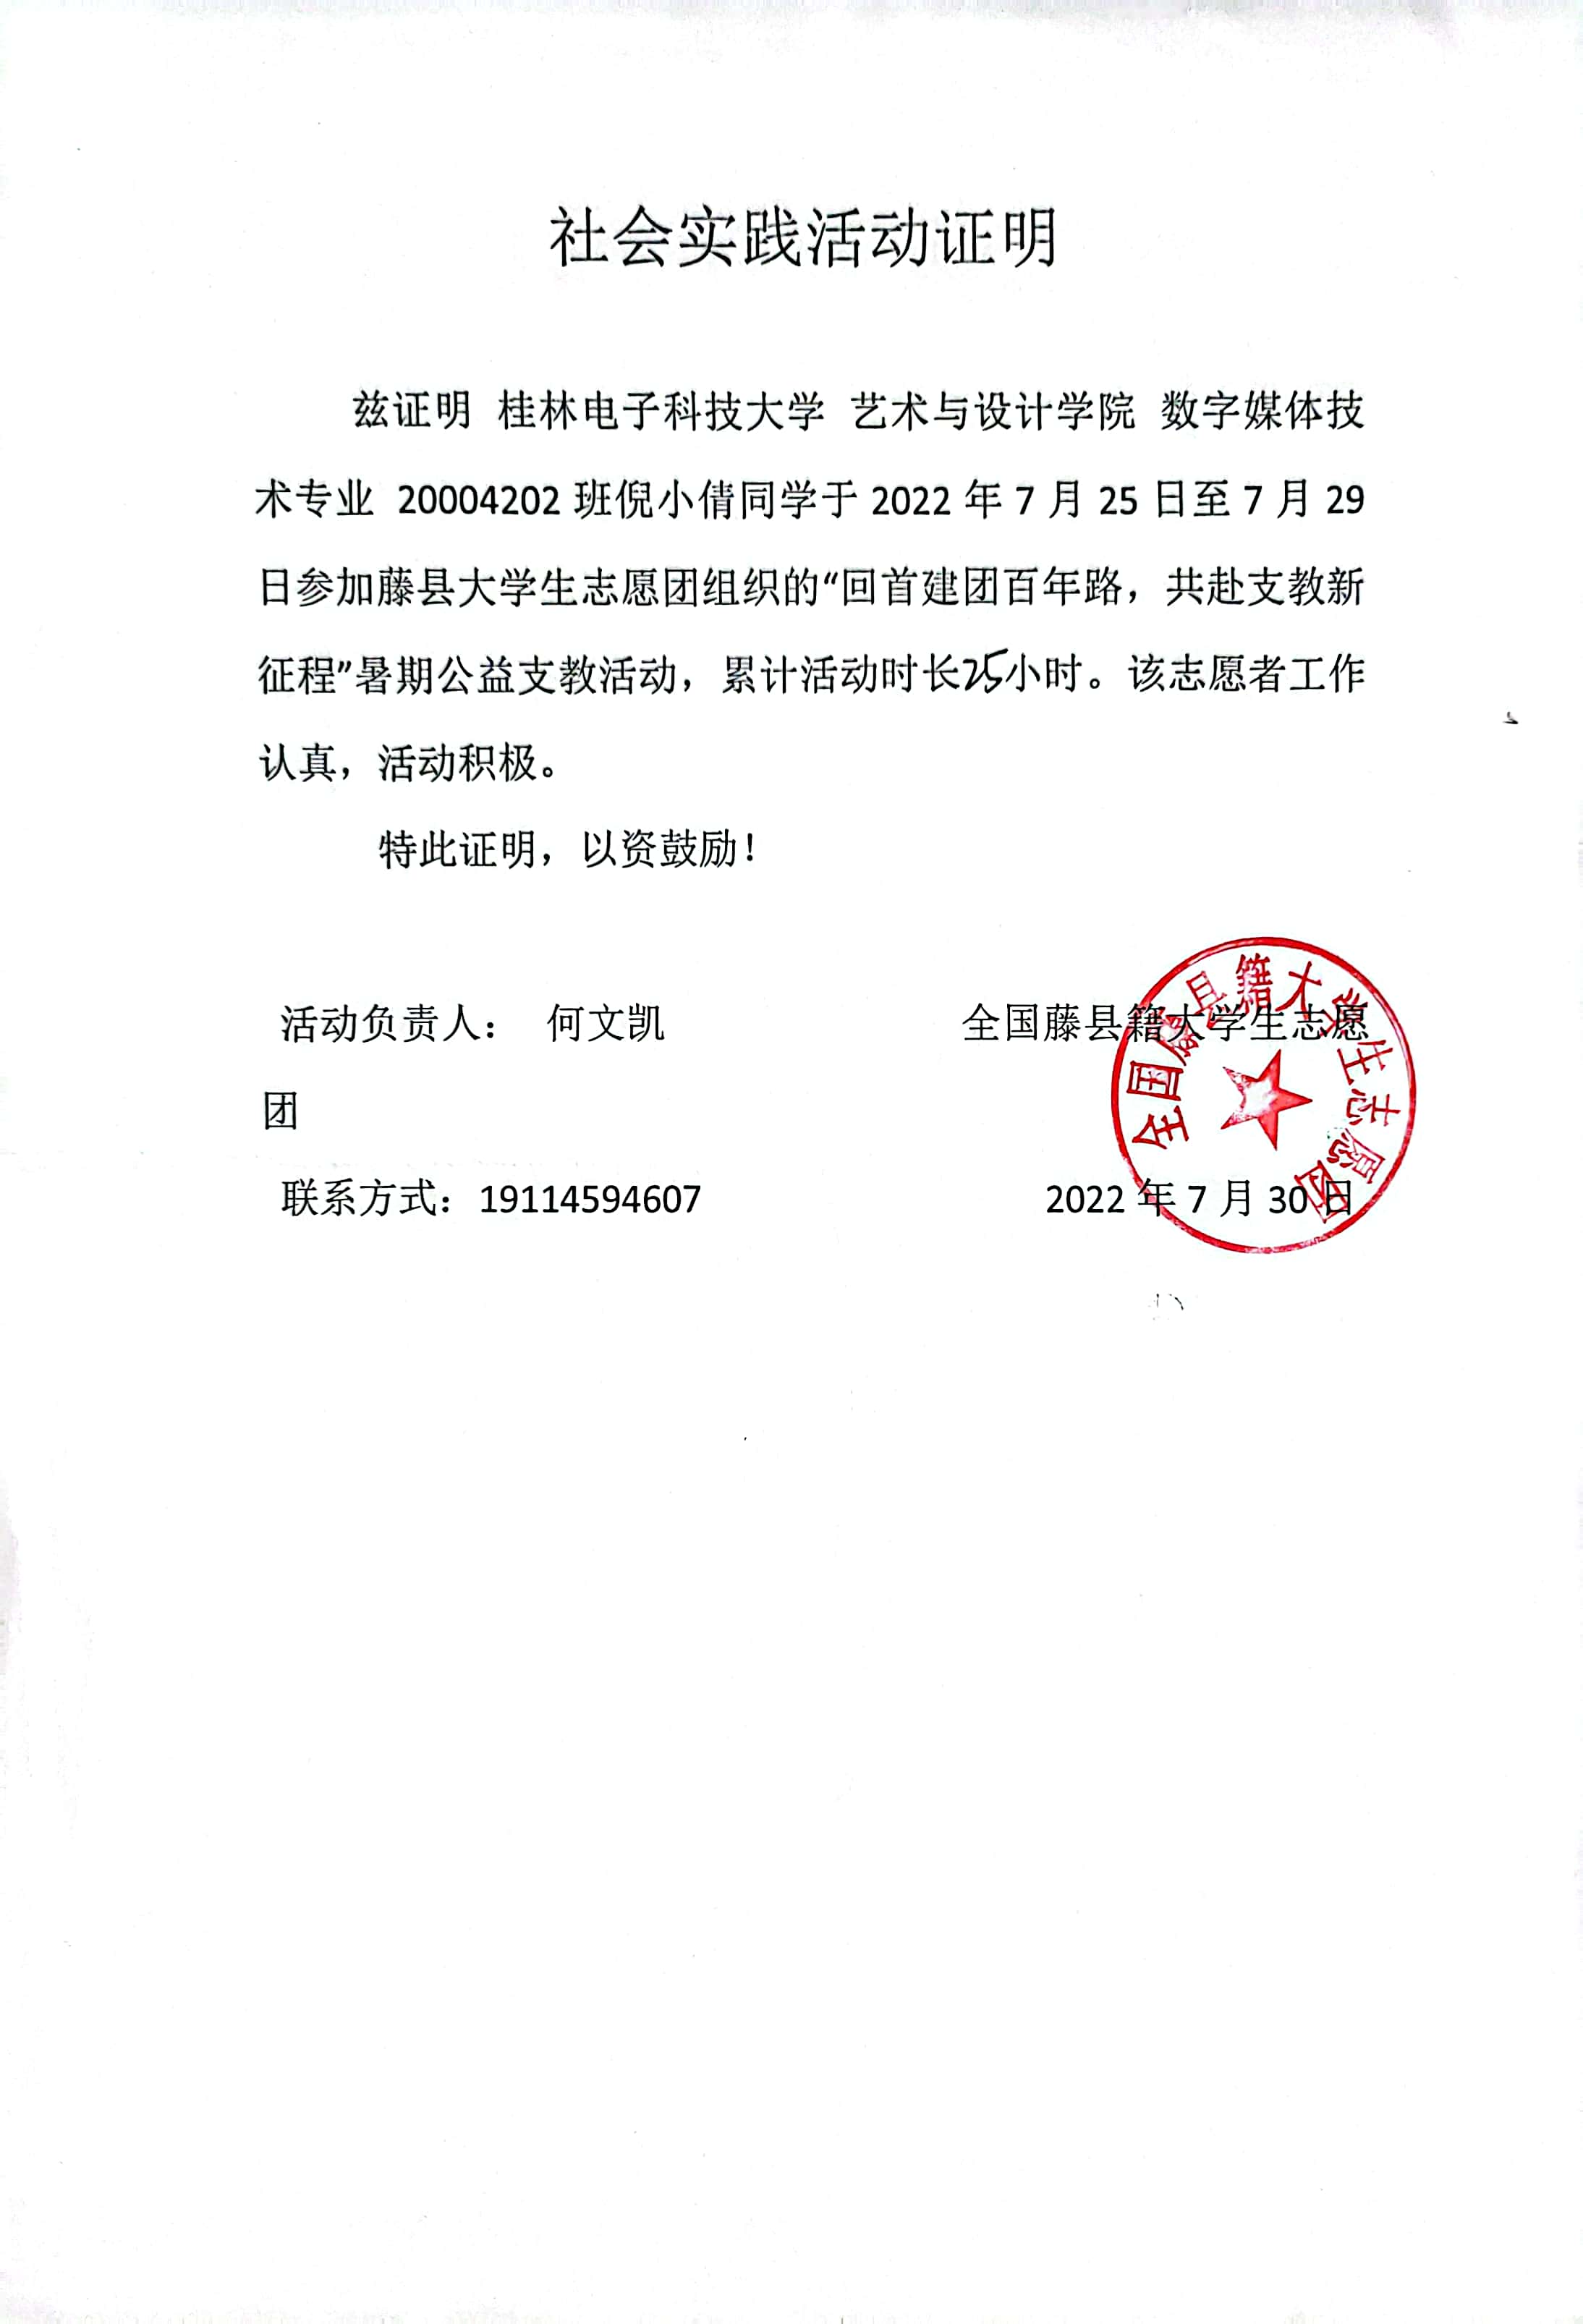 社会实践活动证明
兹证明 桂林电子科技大学 艺术与设计学院 数字媒体技
术专业 20004202 班倪小倩同学于 2022 年 7 月 25 日至 7 月 29
日参加藤县大学生志愿团组织的“回首建团百年路，共赴支教新
征程”暑期公益支教活动，累计活动时长25小时。该志愿者工作
认真，活动积极。
特此证明，以资鼓励！
活动负责人： 何文凯 全国藤县籍大学生志愿
团
联系方式：19114594607 2022 年 7 月 30 日
全国藤县籍大学生志愿团